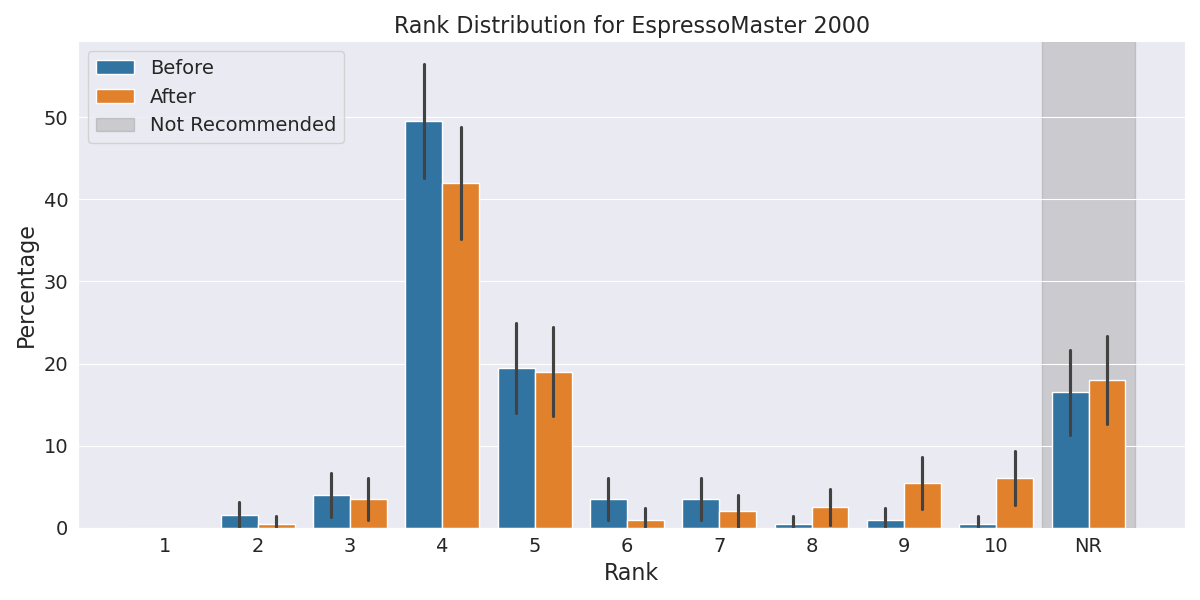 Rank Distribution for EspressoMaster 2000
Before
After
Not Recommended
Percentage
50
40
30
20
10
0
1 2 3 4 5 6 7 8 9 10 NR
Rank